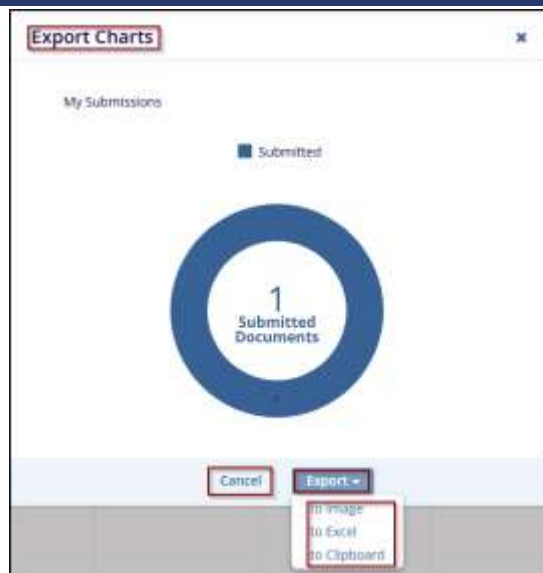 Export Charts
My Submissions
Submitted
1
Submitted
Documents
Cancel
Export
to Image
to Excel
to Clipboard